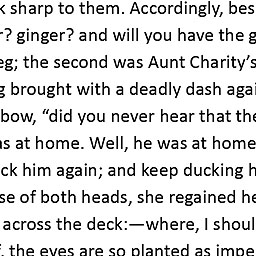 sharp to them. Accordingly, bes
? ginger? and will you have the g
eg; the second was Aunt Charity’s
g brought with a deadly dash agai
bow, “did you never hear that the
as at home. Well, he was at home
ck him again; and keep ducking h
se of both heads, she regained he
across the deck:—where, I shoul
the eyes are so planted as impe